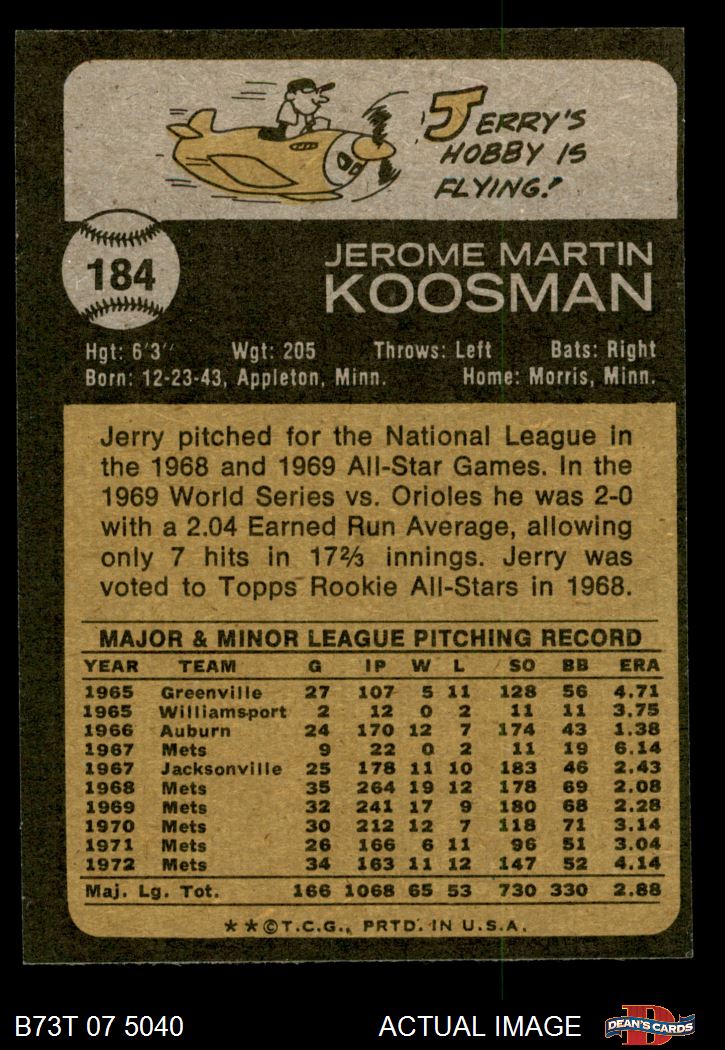 JERRY'S
HOBBY IS
FLYING!
184
JEROME MARTIN
KOOSMAN
Hgt: 6'3" Wgt: 205 Throws: Left Bats: Right
Born: 12-23-43, Appleton, Minn. Home: Morris, Minn.
Jerry pitched for the National League in
the 1968 and 1969 All-Star Games. In the
1969 World Series vs. Orioles he was 2-0
with a 2.04 Earned Run Average, allowing
only 7 hits in 17⅔ innings. Jerry was
voted to Topps Rookie All-Stars in 1968.
MAJOR & MINOR LEAGUE PITCHING RECORD
YEAR TEAM G IP W L SO BB ERA
1965 Greenville 27 107 5 11 128 56 4.71
1965 Williamsport 2 12 0 2 11 11 3.75
1966 Auburn 24 170 12 7 174 43 1.38
1967 Mets 9 22 0 2 11 19 6.14
1967 Jacksonville 25 178 11 10 183 46 2.43
1968 Mets 35 264 19 12 178 69 2.08
1969 Mets 32 241 17 9 180 68 2.28
1970 Mets 30 212 12 7 118 71 3.14
1971 Mets 26 166 6 11 96 51 3.04
1972 Mets 34 163 11 12 147 52 4.14
Maj. Lg. Tot. 166 1068 65 53 730 330 2.88
**©T.C.G., PRTD. IN U.S.A.
B73T 07 5040 ACTUAL IMAGE DEAN'S CARDS